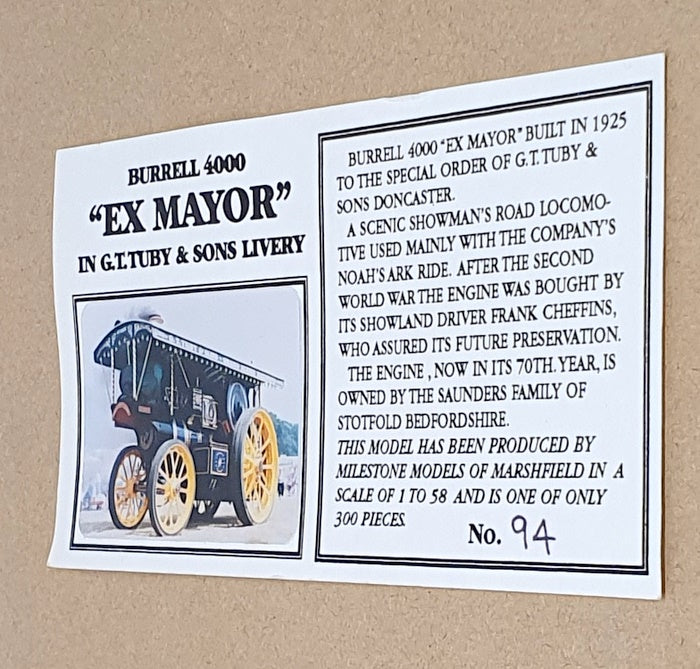 BURRELL 4000
"EX MAYOR"
IN G.T.TUBY & SONS LIVERY
BURRELL 4000 "EX MAYOR" BUILT IN 1925
TO THE SPECIAL ORDER OF G.T.TUBY &
SONS DONCASTER.
A SCENIC SHOWMAN'S ROAD LOCOMO-
TIVE USED MAINLY WITH THE COMPANY'S
NOAH'S ARK RIDE. AFTER THE SECOND
WORLD WAR THE ENGINE WAS BOUGHT BY
ITS SHOWLAND DRIVER FRANK CHEFFINS,
WHO ASSURED ITS FUTURE PRESERVATION.
THE ENGINE , NOW IN ITS 70TH. YEAR, IS
OWNED BY THE SAUNDERS FAMILY OF
STOTFOLD BEDFORDSHIRE.
THIS MODEL HAS BEEN PRODUCED BY
MILESTONE MODELS OF MARSHFIELD IN A
SCALE OF 1 TO 58 AND IS ONE OF ONLY
300 PIECES.
No. 94